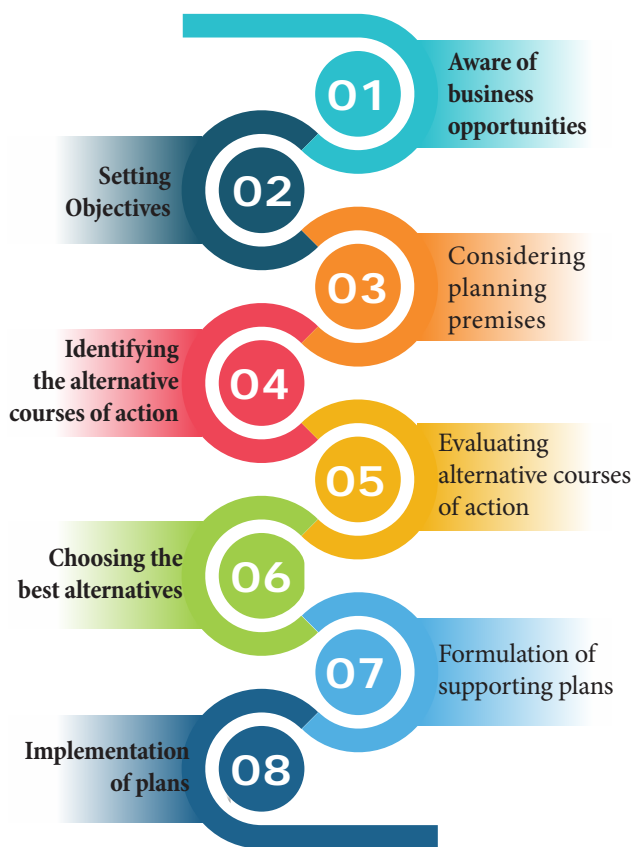 01
Aware of
business
opportunities
02
Setting
Objectives
03
Considering
planning
premises
04
Identifying
the alternative
courses of action
05
Evaluating
alternative courses
of action
06
Choosing the
best alternatives
07
Formulation of
supporting plans
08
Implementation
of plans